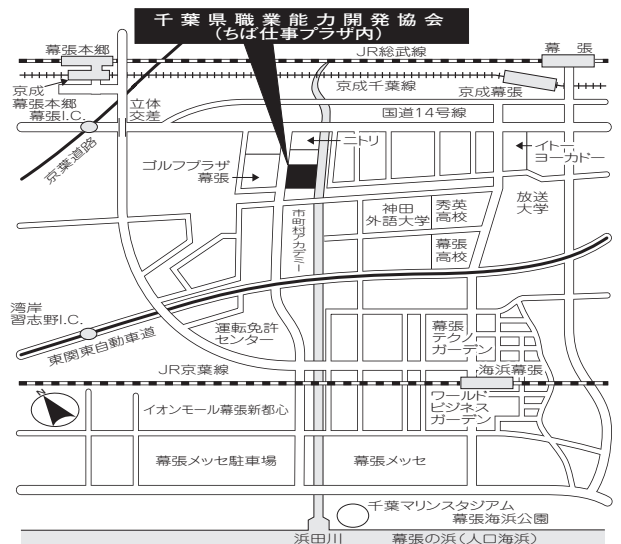 千葉県職業能力開発協会
(ちば仕事プラザ内)
JR総武線
幕張本郷
幕張
京成千葉線
京成幕張
京成
幕張本郷
幕張I.C.
立体
交差
国道14号線
京葉道路
ニトリ
イトー
ヨーカドー
ゴルフプラザ
幕張
市町村アカデミー
神田
外語大学
秀英
高校
放送
大学
幕張
高校
湾岸
習志野I.C.
東関東自動車道
運転免許
センター
幕張
テクノ
ガーデン
JR京葉線
海浜幕張
ワールド
ビジネス
ガーデン
N
イオンモール幕張新都心
幕張メッセ駐車場
幕張メッセ
千葉マリンスタジアム
幕張海浜公園
浜田川
幕張の浜(人口海浜)